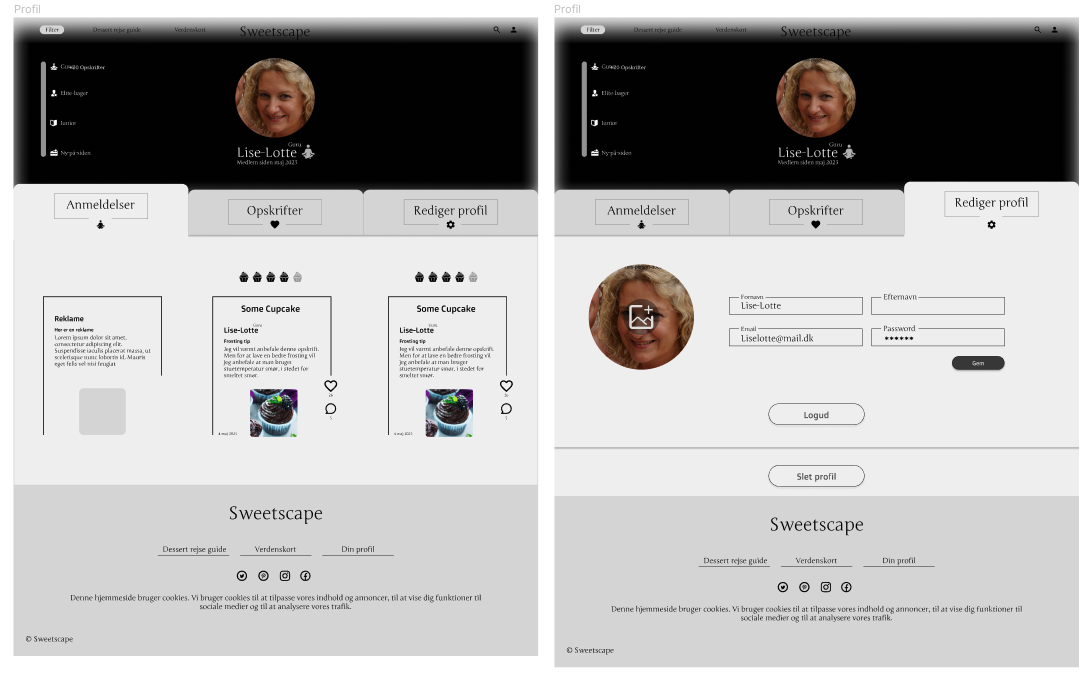 Profil
Filter
Dessert rejse guide
Verdenskort
Sweetscape
Opskrifter
Elite-bager
Junior
Ny-på-siden
Guru
Lise-Lotte
Medlem siden maj 2023
Anmeldelser
Opskrifter
Rediger profil
Reklame
Her er en reklame
Lorem ipsum dolor sit amet,
consectetur adipiscing elit.
Suspendisse iaculis placerat massa, ut
scelerisque nunc lobortis id. Mauris
eget felis vel nisi feugiat
Some Cupcake
Guru
Lise-Lotte
Frosting tip
Jeg vil varmt anbefale denne opskrift.
Men for at lave en bedre frosting vil
jeg anbefale at man bruger
stuetemperatur smør, i stedet for
smeltet smør.
4 maj 2023
Some Cupcake
Guru
Lise-Lotte
Frosting tip
Jeg vil varmt anbefale denne opskrift.
Men for at lave en bedre frosting vil
jeg anbefale at man bruger
stuetemperatur smør, i stedet for
smeltet smør.
4 maj 2023
Sweetscape
Dessert rejse guide
Verdenskort
Din profil
Denne hjemmeside bruger cookies. Vi bruger cookies til at tilpasse vores indhold og annoncer, til at vise dig funktioner til
sociale medier og til at analysere vores trafik.
© Sweetscape
Profil
Filter
Dessert rejse guide
Verdenskort
Sweetscape
Opskrifter
Elite-bager
Junior
Ny-på-siden
Guru
Lise-Lotte
Medlem siden maj 2023
Anmeldelser
Opskrifter
Rediger profil
Fornavn
Lise-Lotte
Efternavn
Email
Liselotte@mail.dk
Password
******
Gem
Logud
Slet profil
Sweetscape
Dessert rejse guide
Verdenskort
Din profil
Denne hjemmeside bruger cookies. Vi bruger cookies til at tilpasse vores indhold og annoncer, til at vise dig funktioner til
sociale medier og til at analysere vores trafik.
© Sweetscape